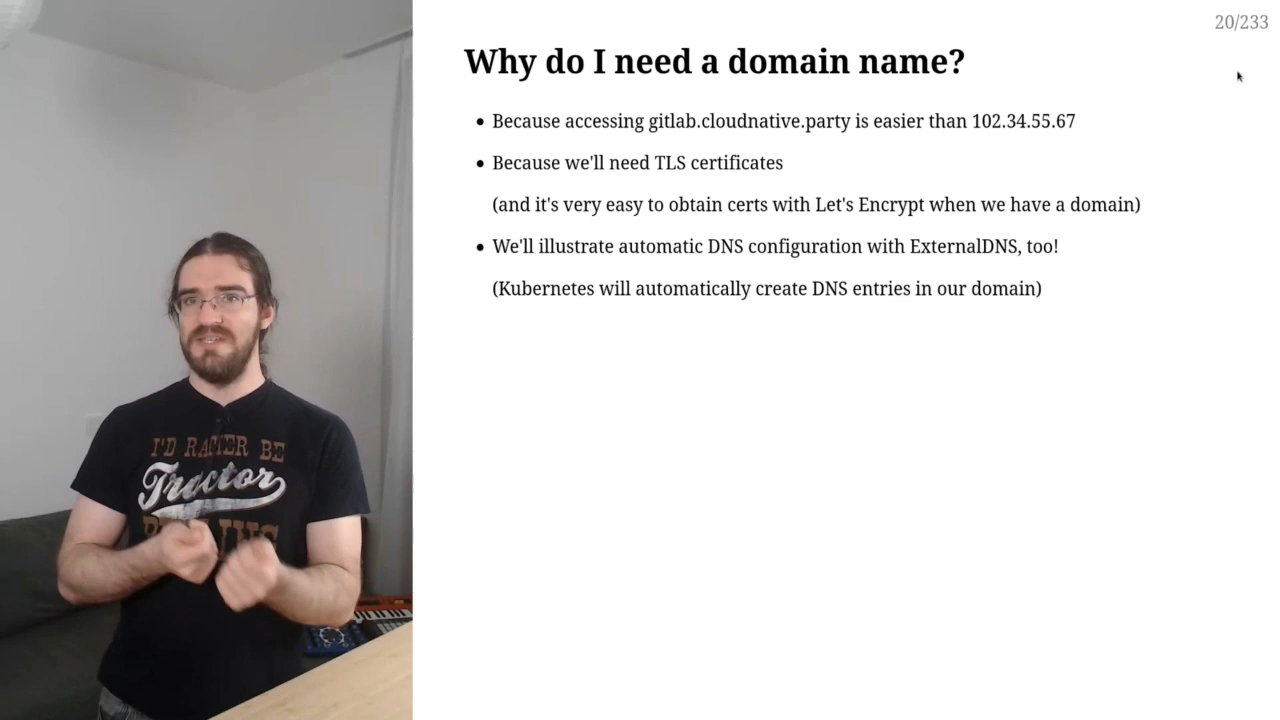 20/233
Why do I need a domain name?
• Because accessing gitlab.cloudnative.party is easier than 102.34.55.67
• Because we'll need TLS certificates
(and it's very easy to obtain certs with Let's Encrypt when we have a domain)
• We'll illustrate automatic DNS configuration with ExternalDNS, too!
(Kubernetes will automatically create DNS entries in our domain)
I'D RATHER BE
Tractor